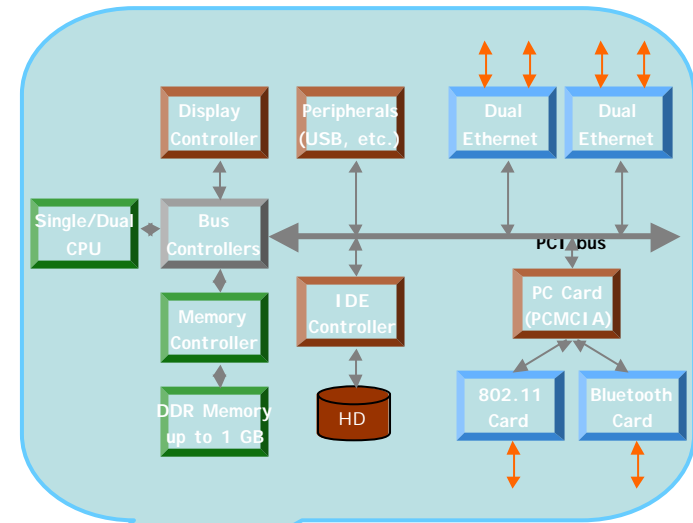 Display
Controller
Peripherals
(USB, etc.)
Dual
Ethernet
Dual
Ethernet
Single/Dual
CPU
Bus
Controllers
PCI bus
Memory
Controller
IDE
Controller
PC Card
(PCMCIA)
DDR Memory
up to 1 GB
HD
802.11
Card
Bluetooth
Card